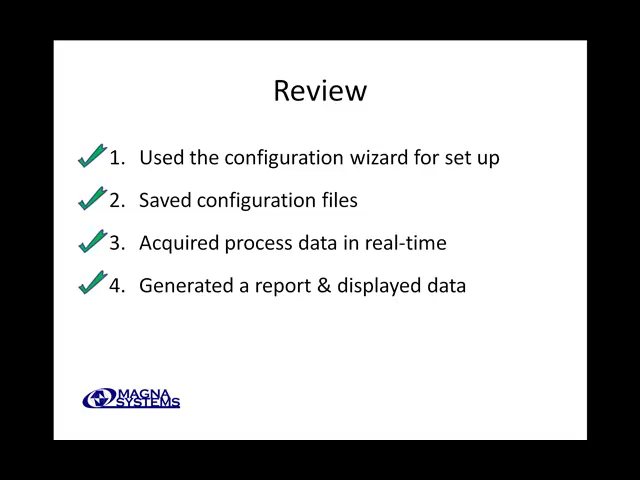 Review
1. Used the configuration wizard for set up
2. Saved configuration files
3. Acquired process data in real-time
4. Generated a report & displayed data
MAGNA
SYSTEMS